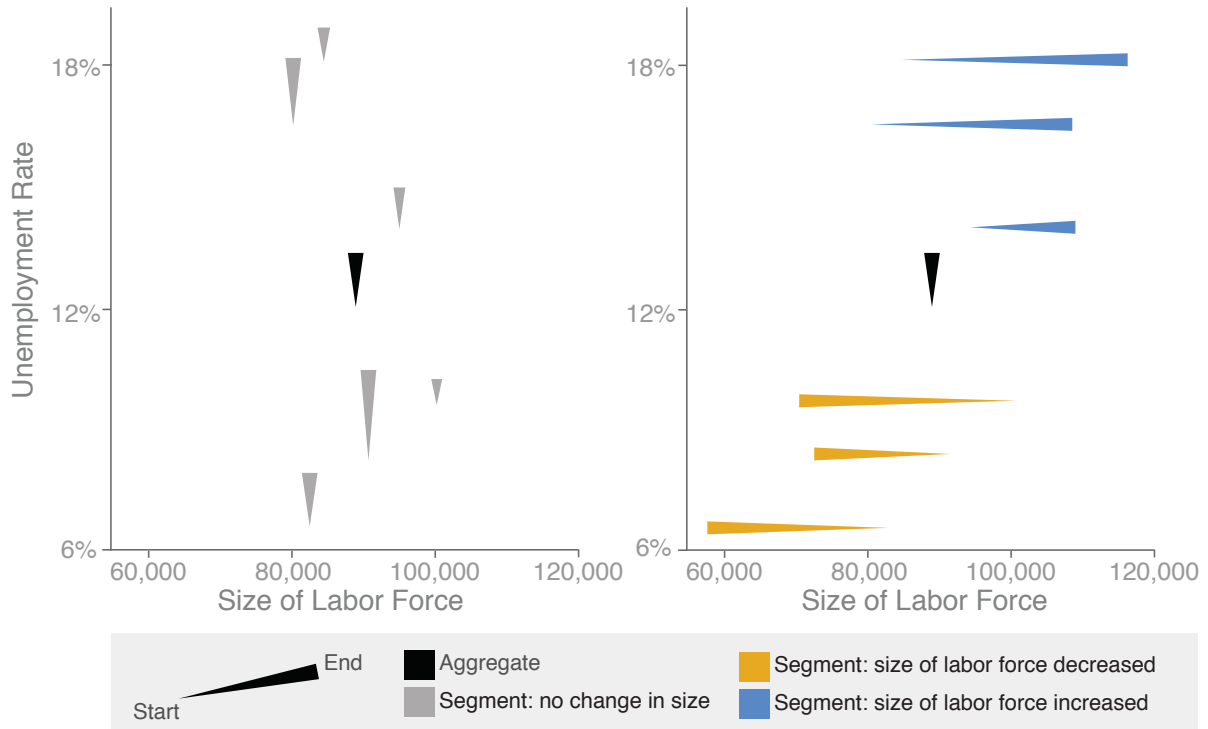 Unemployment Rate
18%
12%
6%
60,000
80,000
100,000
120,000
Size of Labor Force
18%
12%
6%
60,000
80,000
100,000
120,000
Size of Labor Force
Start
End
Aggregate
Segment: no change in size
Segment: size of labor force decreased
Segment: size of labor force increased